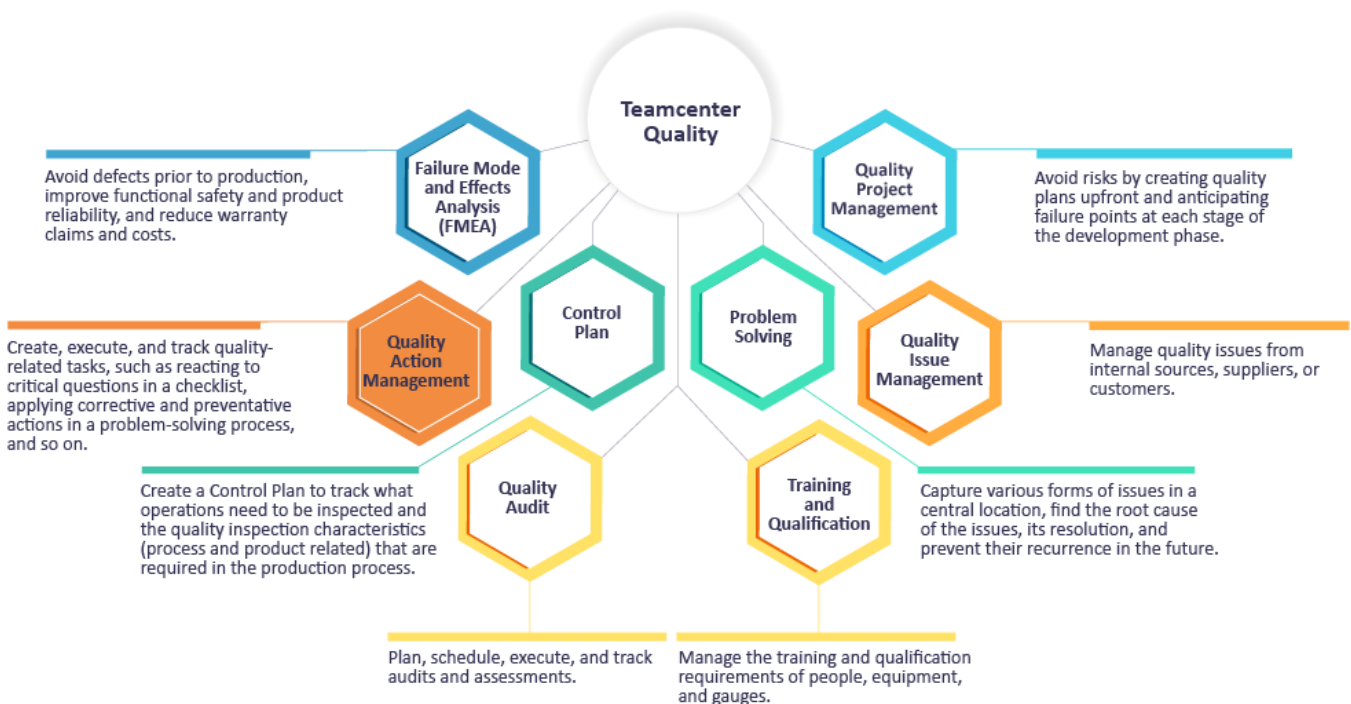 Teamcenter
Quality
Failure Mode
and Effects
Analysis
(FMEA)
Avoid defects prior to production,
improve functional safety and product
reliability, and reduce warranty
claims and costs.
Quality
Project
Management
Avoid risks by creating quality
plans upfront and anticipating
failure points at each stage of
the development phase.
Quality
Action
Management
Create, execute, and track quality-
related tasks, such as reacting to
critical questions in a checklist,
applying corrective and preventative
actions in a problem-solving process,
and so on.
Control
Plan
Create a Control Plan to track what
operations need to be inspected and
the quality inspection characteristics
(process and product related) that are
required in the production process.
Problem
Solving
Capture various forms of issues in a
central location, find the root cause
of the issues, its resolution, and
prevent their recurrence in the future.
Quality
Issue
Management
Manage quality issues from
internal sources, suppliers, or
customers.
Quality
Audit
Plan, schedule, execute, and track
audits and assessments.
Training
and
Qualification
Manage the training and qualification
requirements of people, equipment,
and gauges.